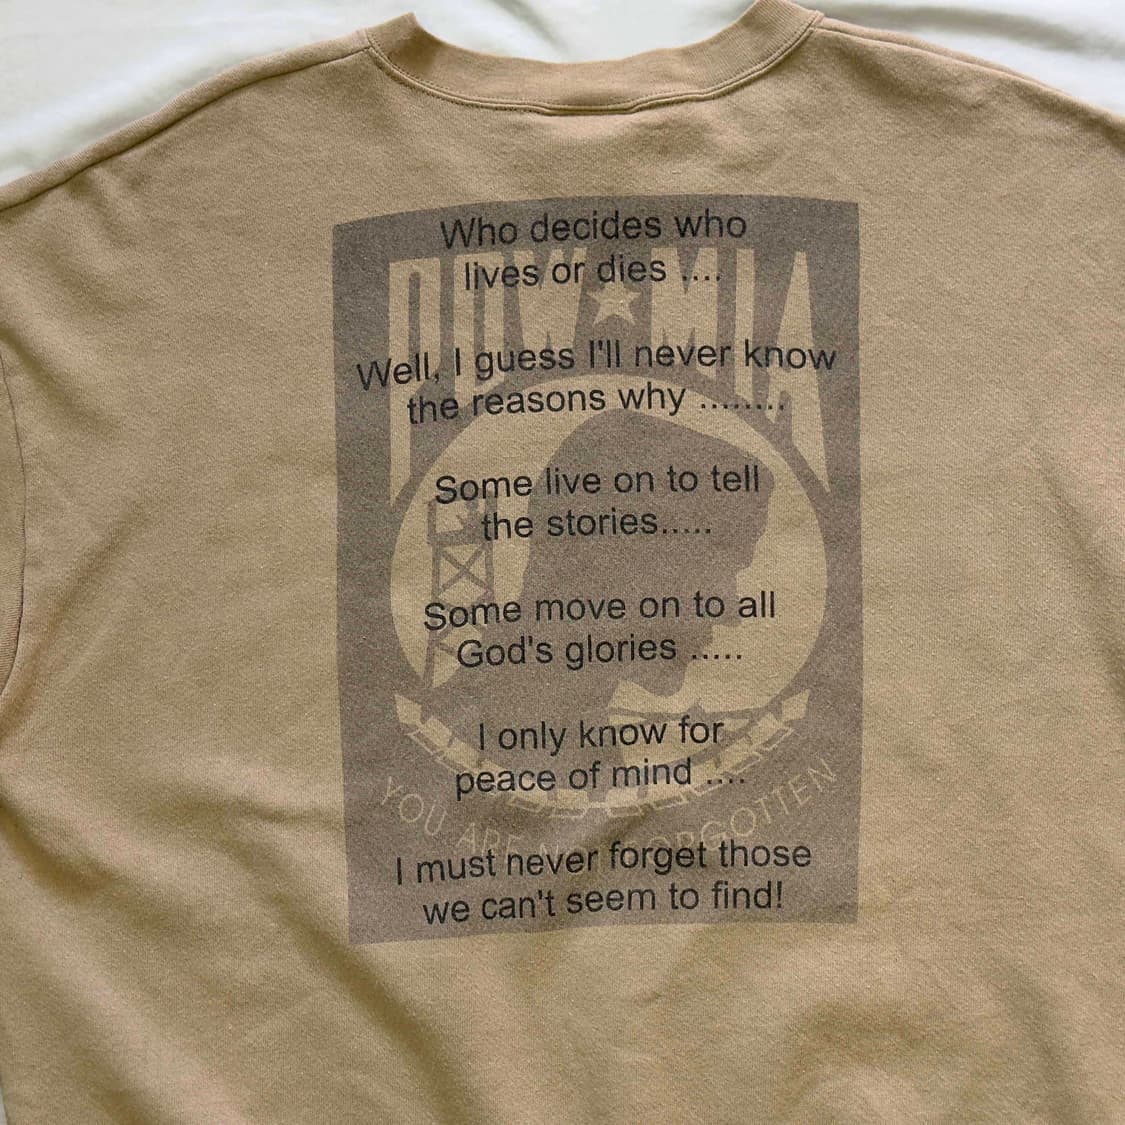 Who decides who
lives or dies ....
POW★MIA
Well, I guess I'll never know
the reasons why ........
Some live on to tell
the stories.....
Some move on to all
God's glories .....
I only know for
peace of mind ....
YOU ARE NOT FORGOTTEN
I must never forget those
we can't seem to find!